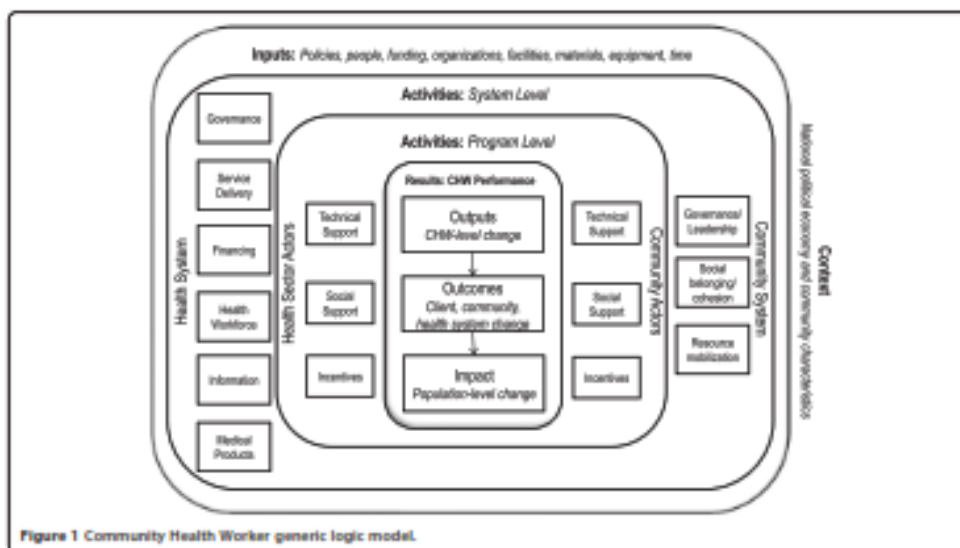 Inputs: Policies, people, funding, organizations, facilities, materials, equipment, time
Activities: System Level
Activities: Program Level
Results: CHW Performance
Health System
Governance
Service
Delivery
Financing
Health
Workforce
Information
Medical
Products
Health Sector Actors
Technical
Support
Social
Support
Incentives
Outputs
CHW-level change
Outcomes
Client, community,
health system change
Impact
Population-level change
Technical
Support
Social
Support
Incentives
Community Actors
Governance/
Leadership
Social
belonging/
cohesion
Resource
mobilization
Community System
Context
National political economy and community characteristics
Figure 1 Community Health Worker generic logic model.